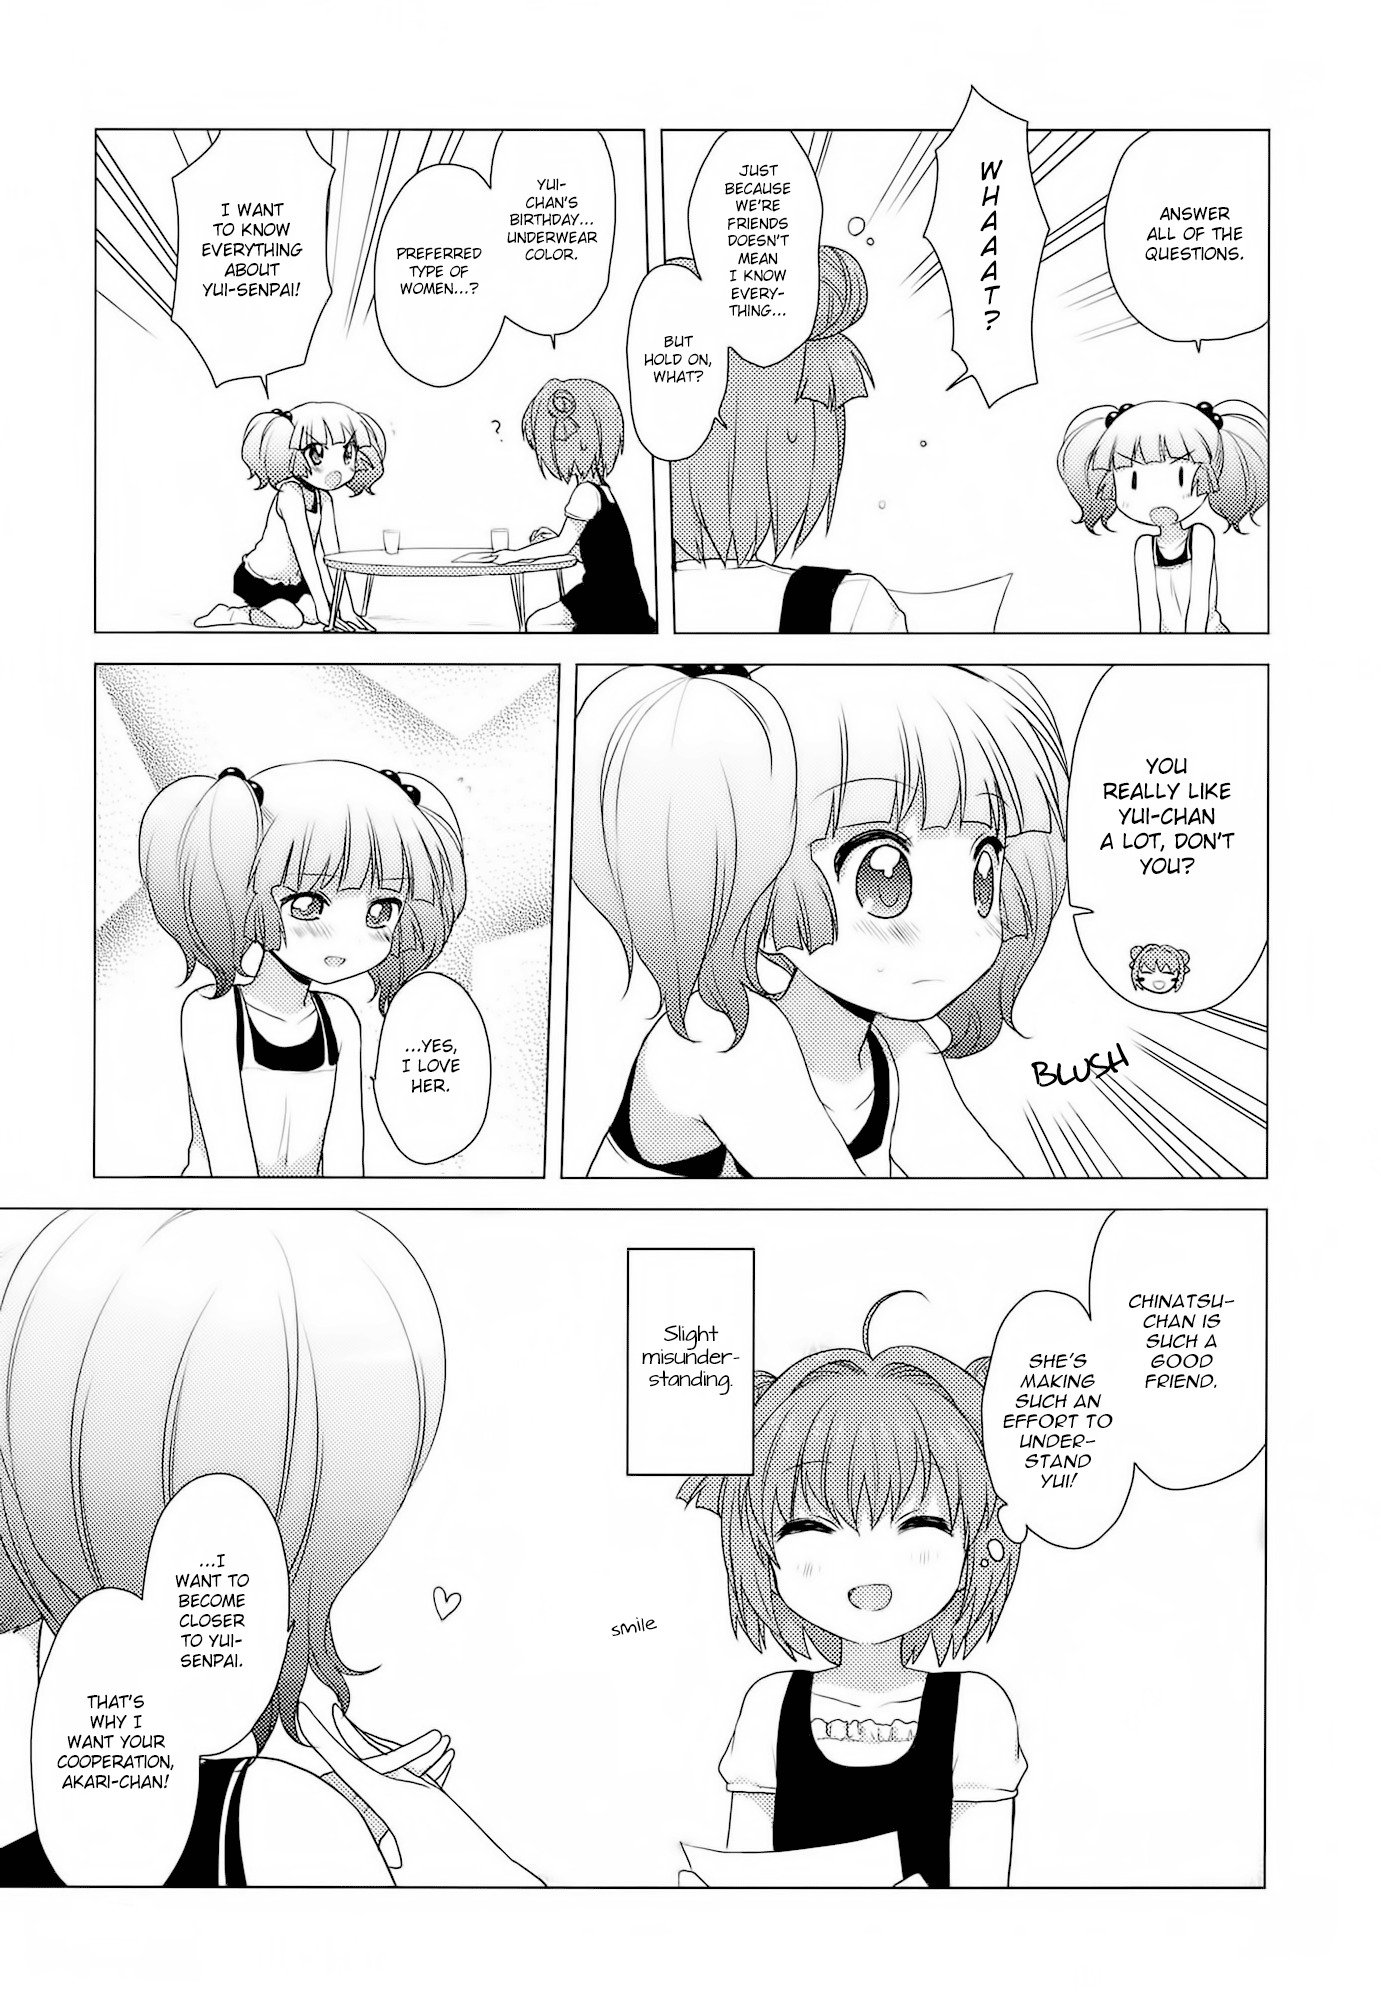 ANSWER
ALL OF THE
QUESTIONS.
WHAAAT?
JUST
BECAUSE
WE'RE
FRIENDS
DOESN'T
MEAN
I KNOW
EVERY-
THING...
BUT
HOLD ON,
WHAT?
YUI-
CHAN'S
BIRTHDAY...
UNDERWEAR
COLOR.
PREFERRED
TYPE OF
WOMEN...?
?
I WANT
TO KNOW
EVERYTHING
ABOUT
YUI-SENPAI!
YOU
REALLY LIKE
YUI-CHAN
A LOT, DON'T
YOU?
BLUSH
...YES,
I LOVE
HER.
CHINATSU-
CHAN IS
SUCH A
GOOD
FRIEND.
SHE'S
MAKING
SUCH AN
EFFORT TO
UNDER-
STAND
YUI!
Slight
misunder-
standing.
smile
...I
WANT TO
BECOME
CLOSER
TO YUI-
SENPAI.
THAT'S
WHY I
WANT YOUR
COOPERATION,
AKARI-CHAN!